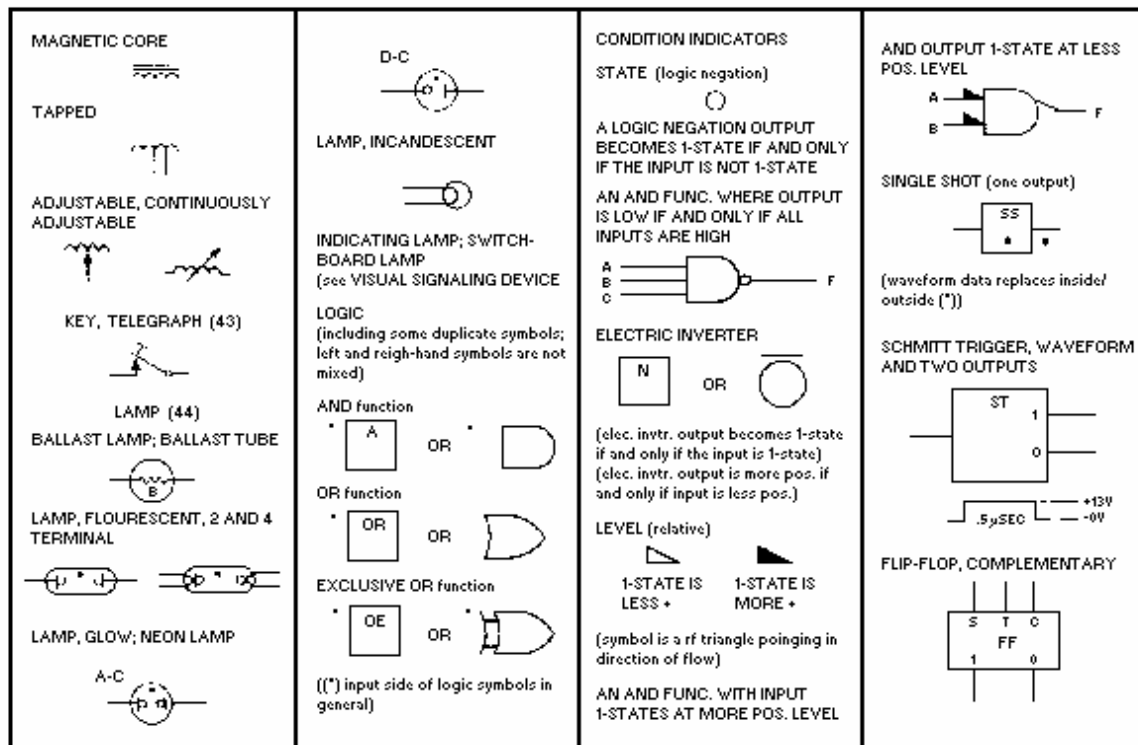 MAGNETIC CORE
TAPPED
ADJUSTABLE, CONTINUOUSLY
ADJUSTABLE
KEY, TELEGRAPH (43)
LAMP (44)
BALLAST LAMP; BALLAST TUBE
B
LAMP, FLOURESCENT, 2 AND 4
TERMINAL
LAMP, GLOW; NEON LAMP
A-C
D-C
LAMP, INCANDESCENT
INDICATING LAMP; SWITCH-
BOARD LAMP
(see VISUAL SIGNALING DEVICE
LOGIC
(including some duplicate symbols;
left and reigh-hand symbols are not
mixed)
AND function
* A OR *
OR function
* OR OR
EXCLUSIVE OR function
* OE OR *
((*) input side of logic symbols in
general)
CONDITION INDICATORS
STATE (logic negation)
A LOGIC NEGATION OUTPUT
BECOMES 1-STATE IF AND ONLY
IF THE INPUT IS NOT 1-STATE
AN AND FUNC. WHERE OUTPUT
IS LOW IF AND ONLY IF ALL
INPUTS ARE HIGH
A
B F
C
ELECTRIC INVERTER
N OR
(elec. invtr. output becomes 1-state
if and only if the input is 1-state)
(elec. invtr. output is more pos. if
and only if input is less pos.)
LEVEL (relative)
1-STATE IS 1-STATE IS
LESS + MORE +
(symbol is a rf triangle poinging in
direction of flow)
AN AND FUNC. WITH INPUT
1-STATES AT MORE POS. LEVEL
AND OUTPUT 1-STATE AT LESS
POS. LEVEL
A F
B
SINGLE SHOT (one output)
SS
* *
(waveform data replaces inside/
outside (*))
SCHMITT TRIGGER, WAVEFORM
AND TWO OUTPUTS
ST
1
0
+13V
.5µSEC -0V
FLIP-FLOP, COMPLEMENTARY
S T C
FF
1 0